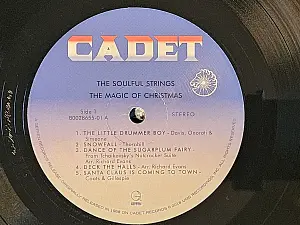 CADET
THE SOULFUL STRINGS
THE MAGIC OF CHRISTMAS
Side 1
B0028655-01-A
STEREO
1. THE LITTLE DRUMMER BOY - Davis, Onorati &
Simeone
2. SNOWFALL - Thornhill
3. DANCE OF THE SUGARPLUM FAIRY -
From Tchaikovsky's Nutcracker Suite
Arr: Richard Evans
4. DECK THE HALLS - Arr: Richard Evans
5. SANTA CLAUS IS COMING TO TOWN -
Coots & Gillespie